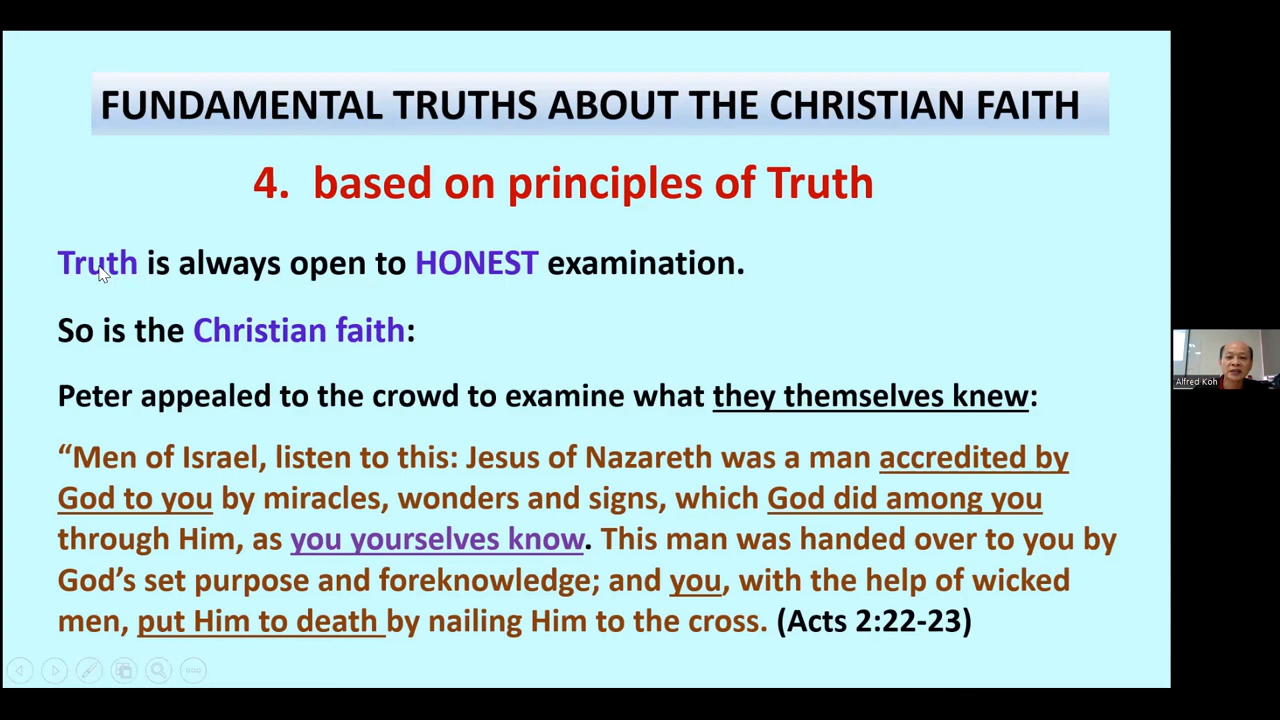 FUNDAMENTAL TRUTHS ABOUT THE CHRISTIAN FAITH
4. based on principles of Truth
Truth is always open to HONEST examination.
So is the Christian faith:
Peter appealed to the crowd to examine what they themselves knew:
“Men of Israel, listen to this: Jesus of Nazareth was a man accredited by
God to you by miracles, wonders and signs, which God did among you
through Him, as you yourselves know. This man was handed over to you by
God’s set purpose and foreknowledge; and you, with the help of wicked
men, put Him to death by nailing Him to the cross. (Acts 2:22-23)
Alfred Koh